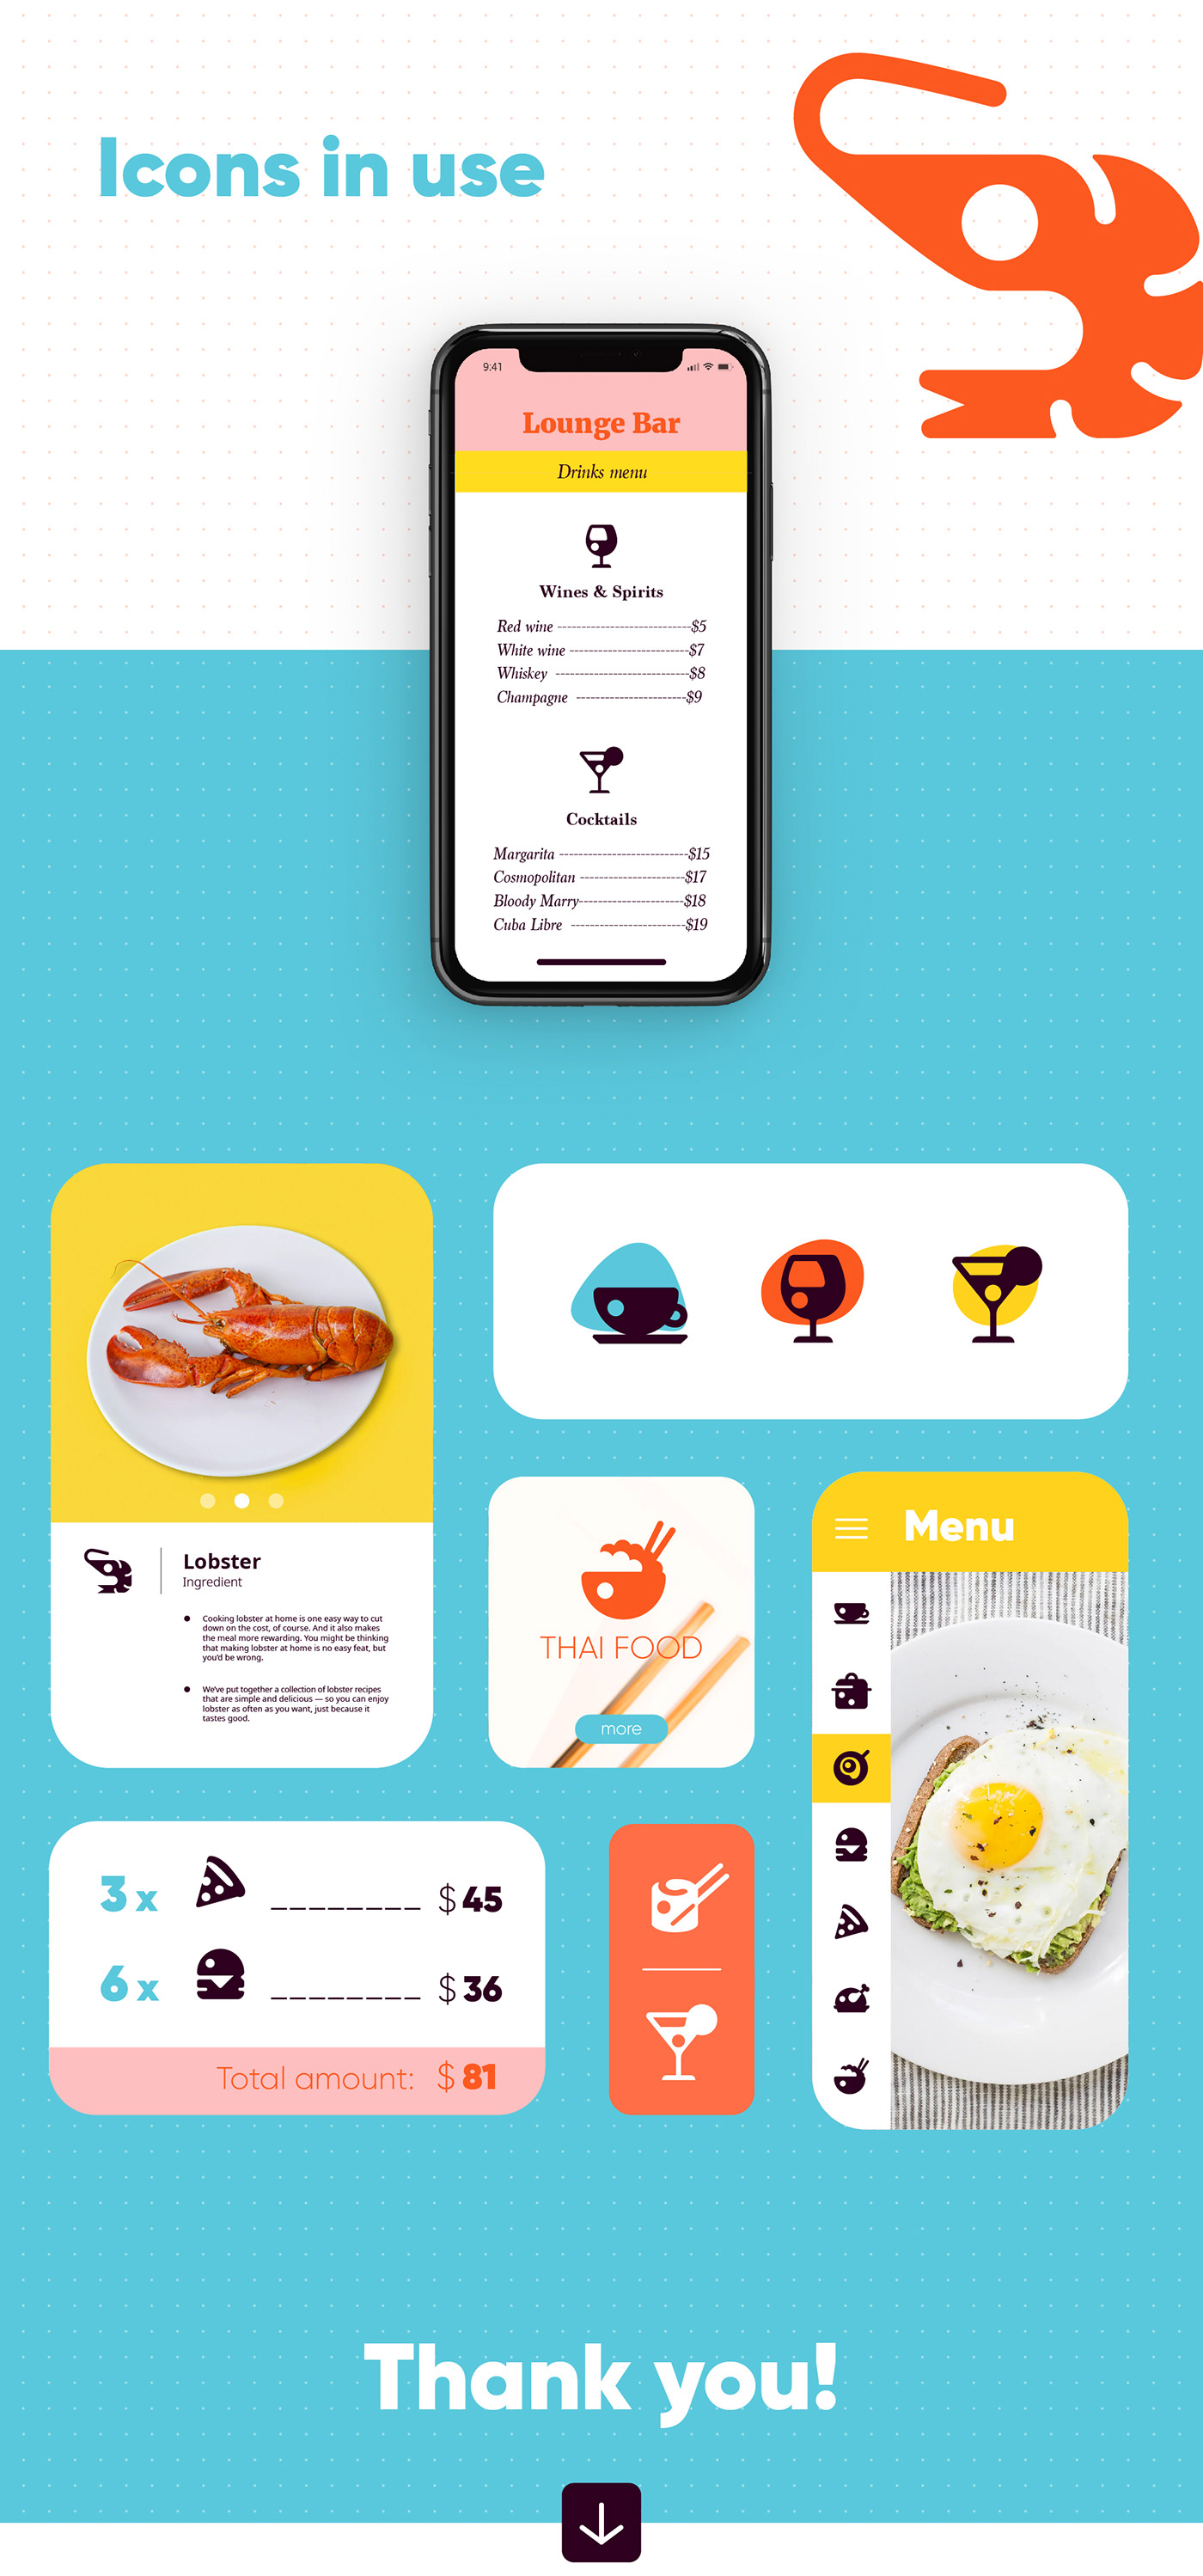 Icons in use
9:41
Lounge Bar
Drinks menu
Wines & Spirits
Red wine -----------------------------$5
White wine --------------------------$7
Whiskey -----------------------------$8
Champagne ------------------------$9
Cocktails
Margarita ----------------------------$15
Cosmopolitan -----------------------$17
Bloody Marry-----------------------$18
Cuba Libre -------------------------$19
Lobster
Ingredient
Cooking lobster at home is one easy way to cut
down on the cost, of course. And it also makes
the meal more rewarding. You might be thinking
that making lobster at home is no easy feat, but
you'd be wrong.
We've put together a collection of lobster recipes
that are simple and delicious — so you can enjoy
lobster as often as you want, just because it
tastes good.
THAI FOOD
more
Menu
3 x ________ $ 45
6 x ________ $ 36
Total amount: $ 81
Thank you!